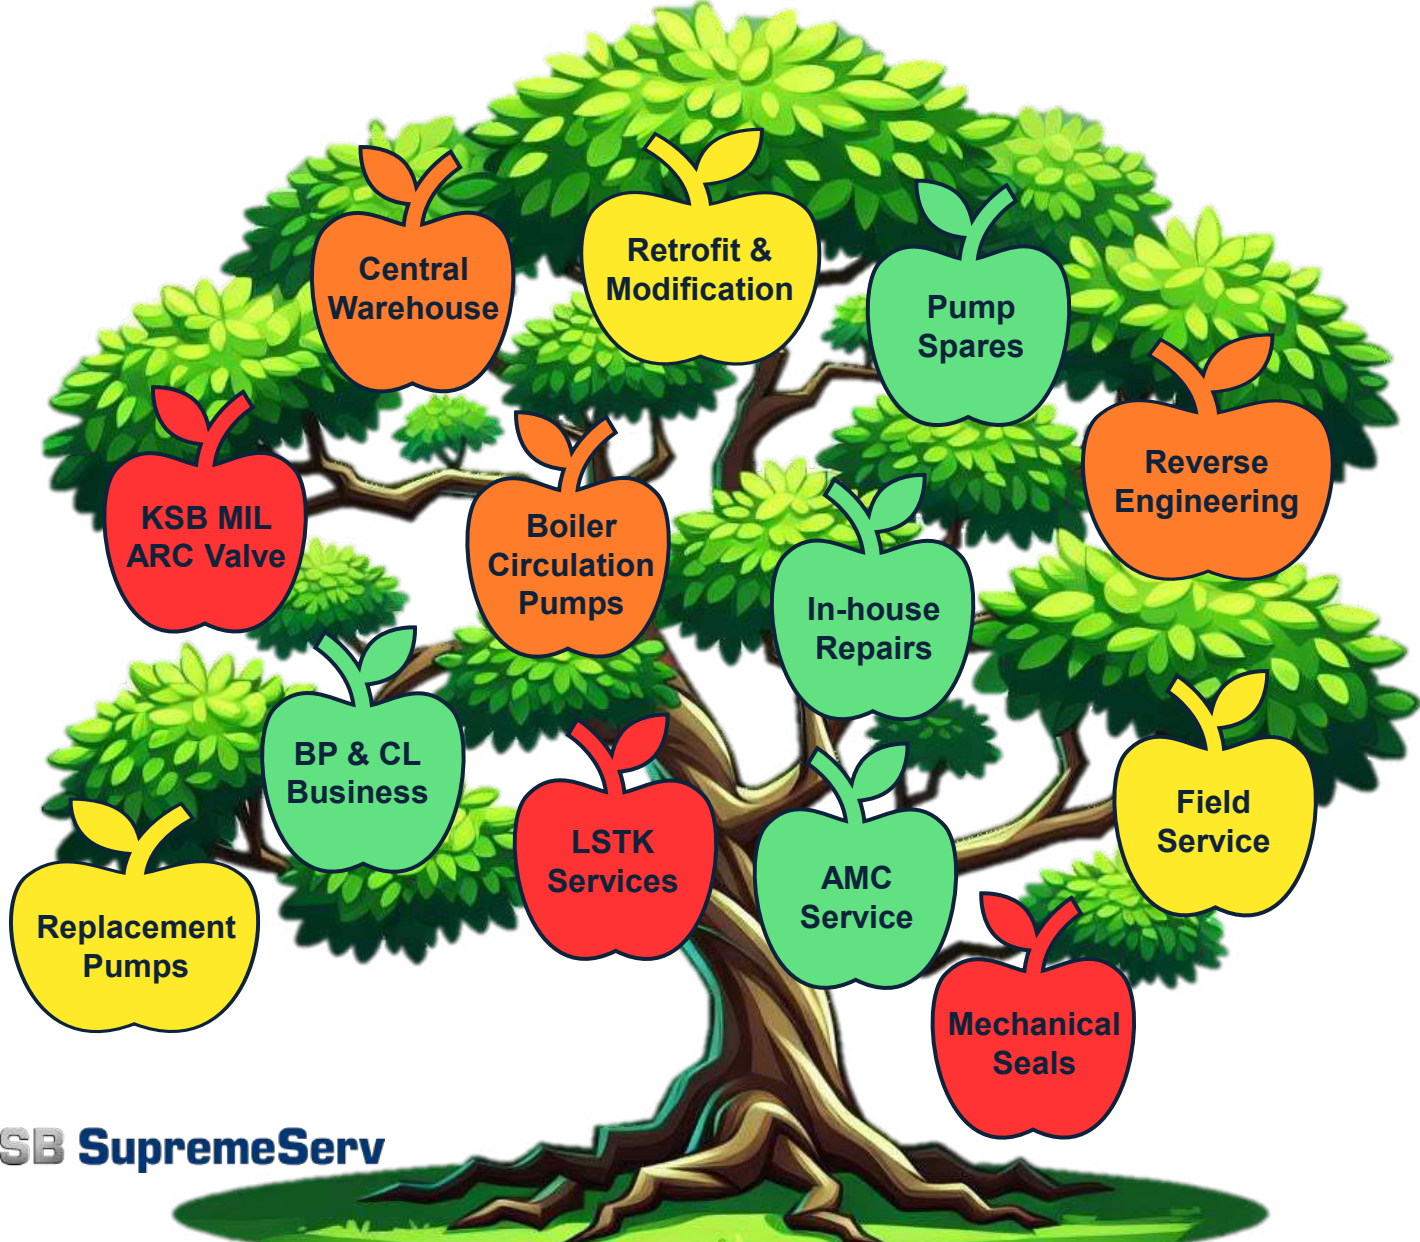 Central
Warehouse
Retrofit &
Modification
Pump
Spares
Reverse
Engineering
KSB MIL
ARC Valve
Boiler
Circulation
Pumps
In-house
Repairs
BP & CL
Business
LSTK
Services
AMC
Service
Field
Service
Replacement
Pumps
Mechanical
Seals
SB SupremeServ